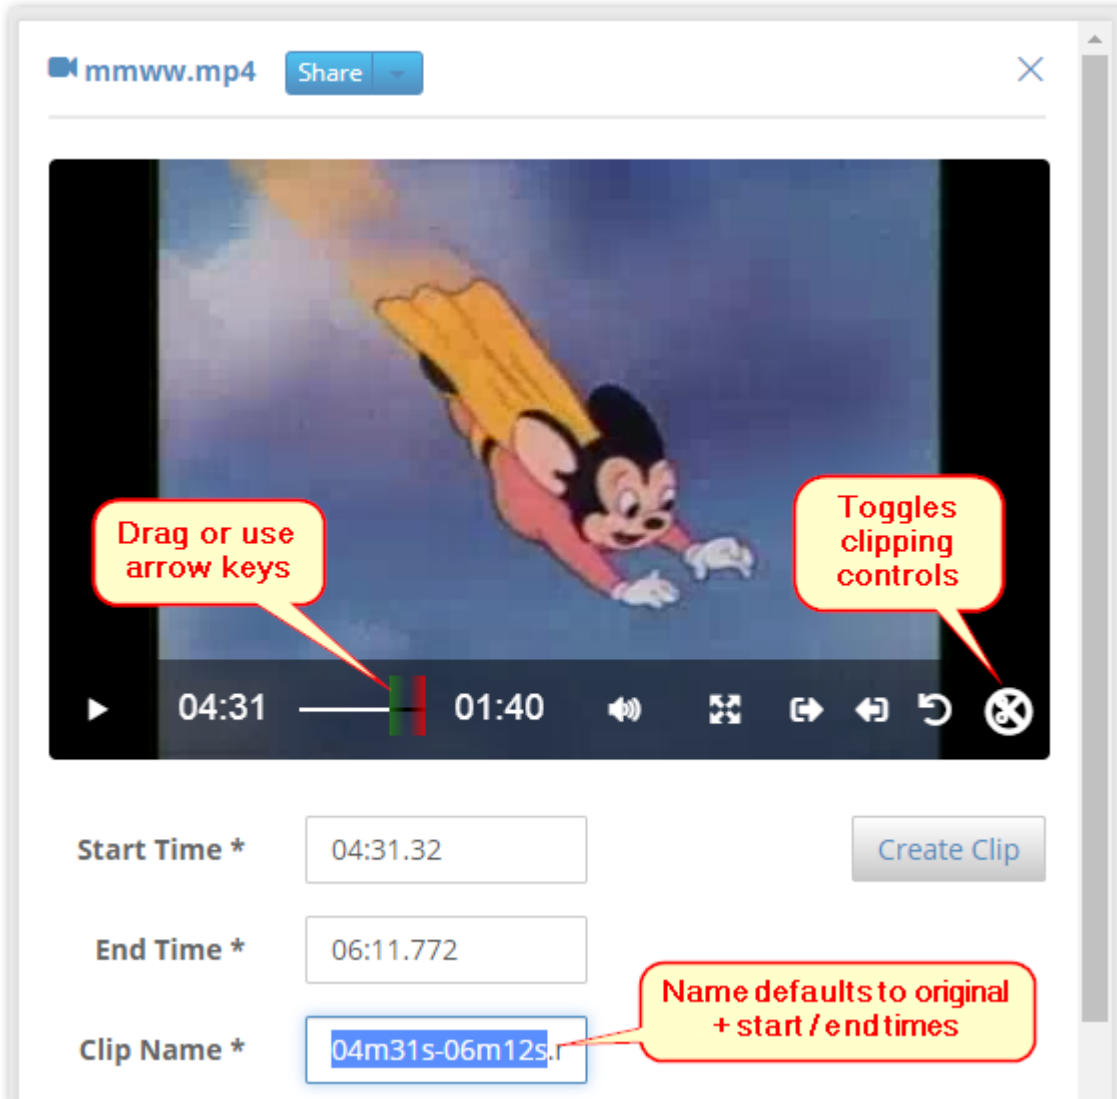 mmww.mp4 Share
Drag or use
arrow keys
Toggles
clipping
controls
04:31 01:40
Start Time * 04:31.32 Create Clip
End Time * 06:11.772
Name defaults to original
+ start / end times
Clip Name * 04m31s-06m12s.